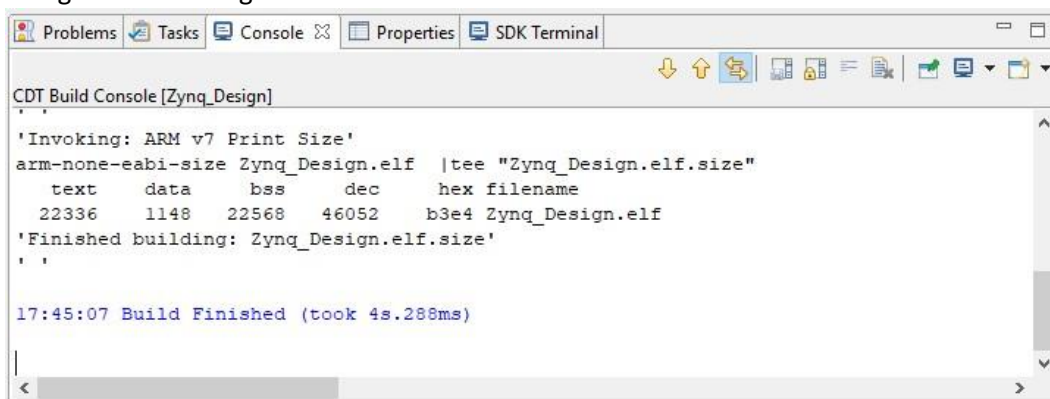 Problems Tasks Console Properties SDK Terminal
CDT Build Console [Zynq_Design]
' '
'Invoking: ARM v7 Print Size'
arm-none-eabi-size Zynq_Design.elf  |tee "Zynq_Design.elf.size"
   text    data     bss     dec     hex filename
  22336    1148   22568   46052    b3e4 Zynq_Design.elf
'Finished building: Zynq_Design.elf.size'
' '
17:45:07 Build Finished (took 4s.288ms)